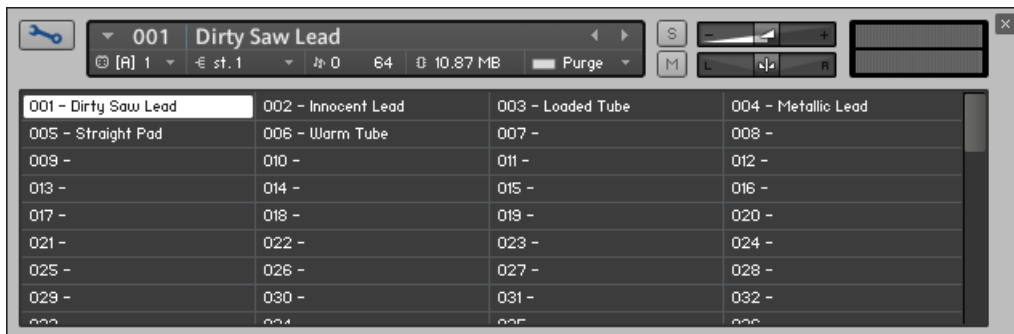 001 Dirty Saw Lead
S - +
[A] 1 st. 1 0 64 10.87 MB Purge
M L R
001 - Dirty Saw Lead 002 - Innocent Lead 003 - Loaded Tube 004 - Metallic Lead
005 - Straight Pad 006 - Warm Tube 007 - 008 -
009 - 010 - 011 - 012 -
013 - 014 - 015 - 016 -
017 - 018 - 019 - 020 -
021 - 022 - 023 - 024 -
025 - 026 - 027 - 028 -
029 - 030 - 031 - 032 -